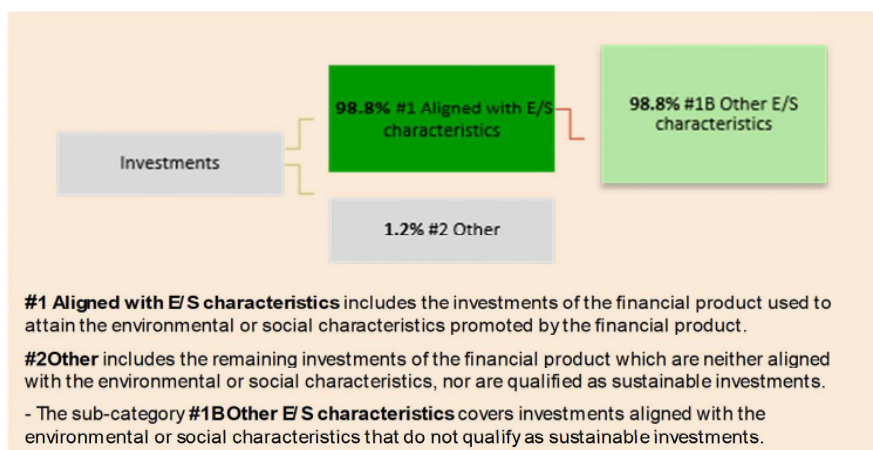 98.8% #1 Aligned with E/S
characteristics
98.8% #1B Other E/S
characteristics
Investments
1.2% #2 Other
#1 Aligned with E/S characteristics includes the investments of the financial product used to
attain the environmental or social characteristics promoted by the financial product.
#2Other includes the remaining investments of the financial product which are neither aligned
with the environmental or social characteristics, nor are qualified as sustainable investments.
- The sub-category #1B Other E/S characteristics covers investments aligned with the
environmental or social characteristics that do not qualify as sustainable investments.